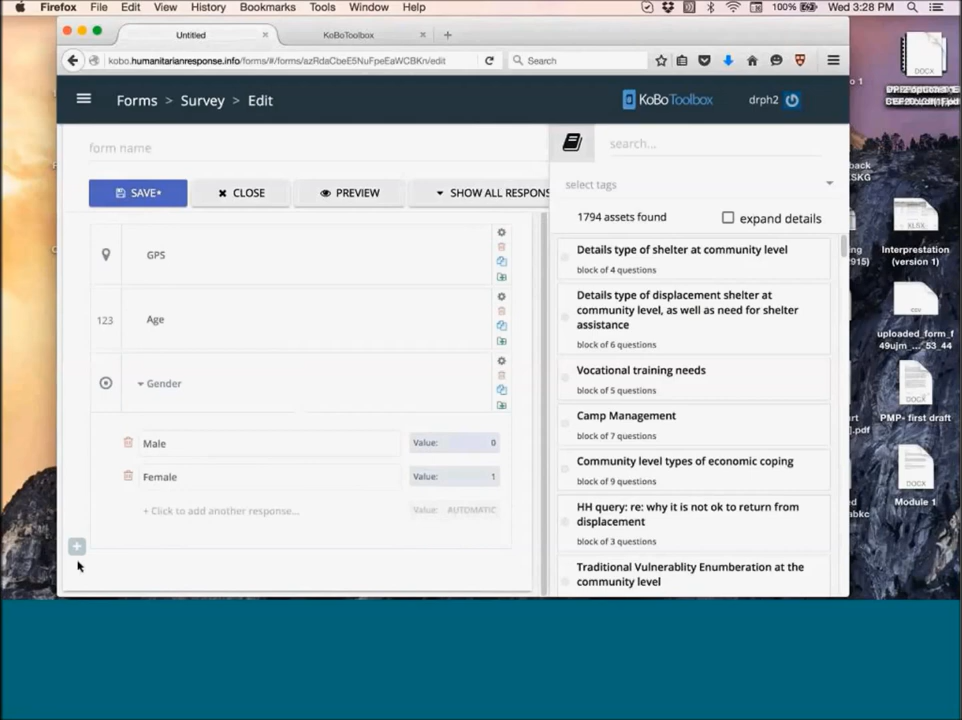 Firefox File Edit View History Bookmarks Tools Window Help 100% Wed 3:28 PM
Untitled KoBoToolbox
kobo.humanitarianresponse.info/forms/#/forms/azRdaCbeE5NuFpeEaWCBKn/edit Search
Forms > Survey > Edit KoBoToolbox drph2
form name search...
select tags
SAVE* CLOSE PREVIEW SHOW ALL RESPONS
1794 assets found expand details
GPS
123 Age
Gender
Male Value: 0
Female Value: 1
+ Click to add another response... Value: AUTOMATIC
Details type of shelter at community level
block of 4 questions
Details type of displacement shelter at
community level, as well as need for shelter
assistance
block of 6 questions
Vocational training needs
block of 5 questions
Camp Management
block of 7 questions
Community level types of economic coping
block of 9 questions
HH query: re: why it is not ok to return from
displacement
block of 3 questions
Traditional Vulnerablity Enumberation at the
community level
DOCX
XLSX
Interpretation
(version 1)
CSV
uploaded_form_f
49ujm_... 53_44
DOCX
PMP- first draft
DOCX
Module 1